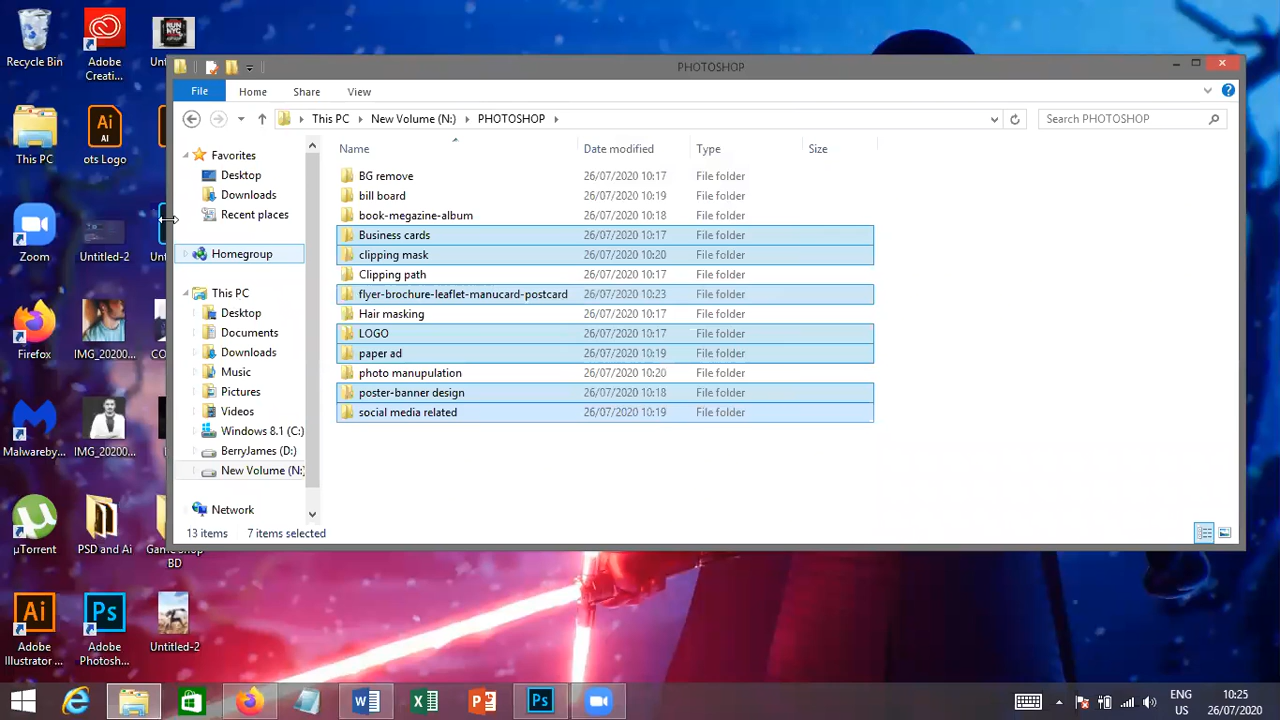 PHOTOSHOP
File Home Share View
This PC New Volume (N:) PHOTOSHOP
Search PHOTOSHOP
Name Date modified Type Size
Favorites
Desktop
Downloads
Recent places
Homegroup
This PC
Desktop
Documents
Downloads
Music
Pictures
Videos
Windows 8.1 (C:)
BerryJames (D:)
New Volume (N:)
Network
BG remove 26/07/2020 10:17 File folder
bill board 26/07/2020 10:19 File folder
book-megazine-album 26/07/2020 10:18 File folder
Business cards 26/07/2020 10:17 File folder
clipping mask 26/07/2020 10:20 File folder
Clipping path 26/07/2020 10:17 File folder
flyer-brochure-leaflet-manucard-postcard 26/07/2020 10:23 File folder
Hair masking 26/07/2020 10:17 File folder
LOGO 26/07/2020 10:17 File folder
paper ad 26/07/2020 10:19 File folder
photo manupulation 26/07/2020 10:20 File folder
poster-banner design 26/07/2020 10:18 File folder
social media related 26/07/2020 10:19 File folder
13 items 7 items selected
Recycle Bin
Adobe Creati...
RUN NYC
This PC
Ai
AI
ots Logo
Zoom
Untitled-2
Firefox
IMG_20200...
Malwareby...
IMG_20200...
µTorrent
PSD and Ai
Game Shop BD
Ai
Adobe Illustrator ...
Ps
Adobe Photosh...
Untitled-2
Ps
ENG
US
10:25
26/07/2020